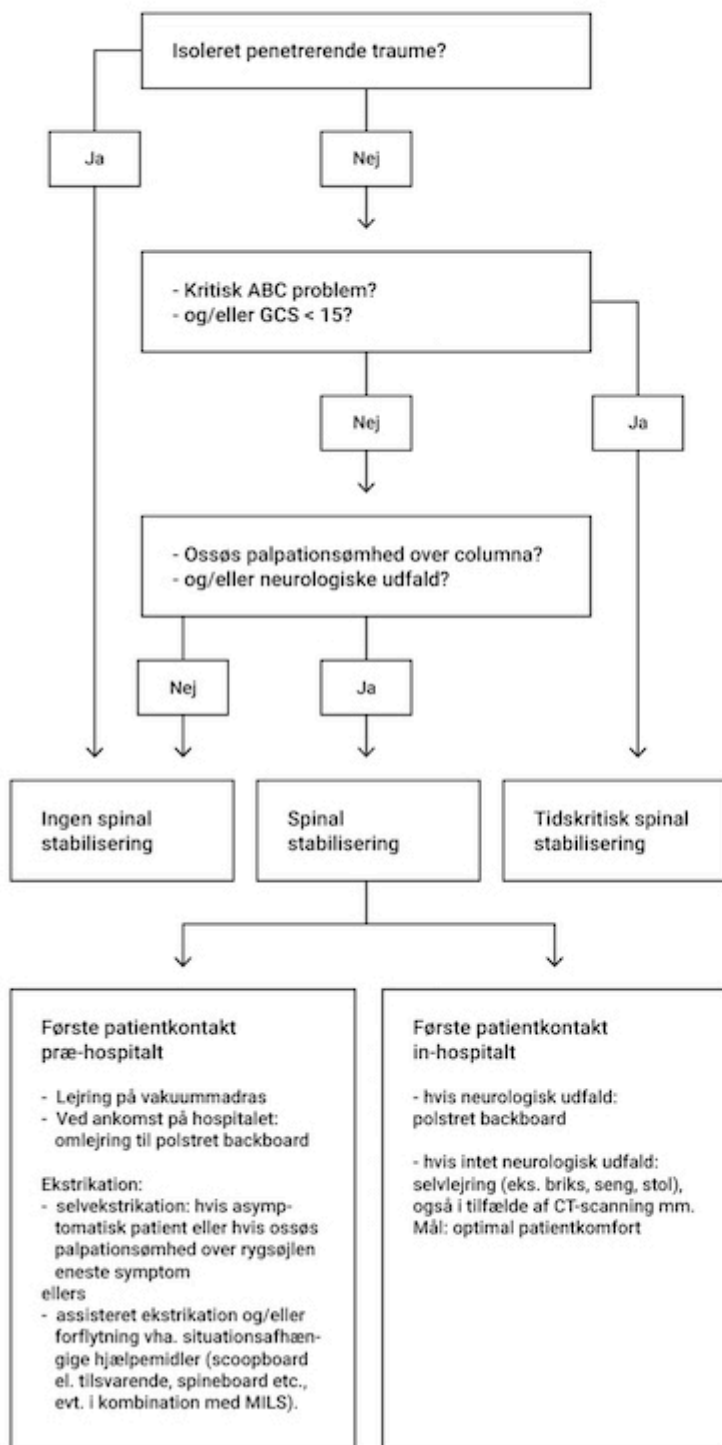 Isoleret penetrerende traume?
Ja
Nej
- Kritisk ABC problem?
- og/eller GCS < 15?
Nej
Ja
- Ossøs palpationsømhed over columna?
- og/eller neurologiske udfald?
Nej
Ja
Ingen spinal
stabilisering
Spinal
stabilisering
Tidskritisk spinal
stabilisering
Første patientkontakt
præ-hospitalt
- Lejring på vakuummadras
- Ved ankomst på hospitalet:
omlejring til polstret backboard
Ekstrikation:
- selvekstrikation: hvis asymp-
tomatisk patient eller hvis ossøs
palpationsømhed over rygsøjlen
eneste symptom
ellers
- assisteret ekstrikation og/eller
forflytning vha. situationsafhæn-
gige hjælpemidler (scoopboard
el. tilsvarende, spineboard etc.,
evt. i kombination med MILS).
Første patientkontakt
in-hospitalt
- hvis neurologisk udfald:
polstret backboard
- hvis intet neurologisk udfald:
selvlejring (eks. briks, seng, stol),
også i tilfælde af CT-scanning mm.
Mål: optimal patientkomfort